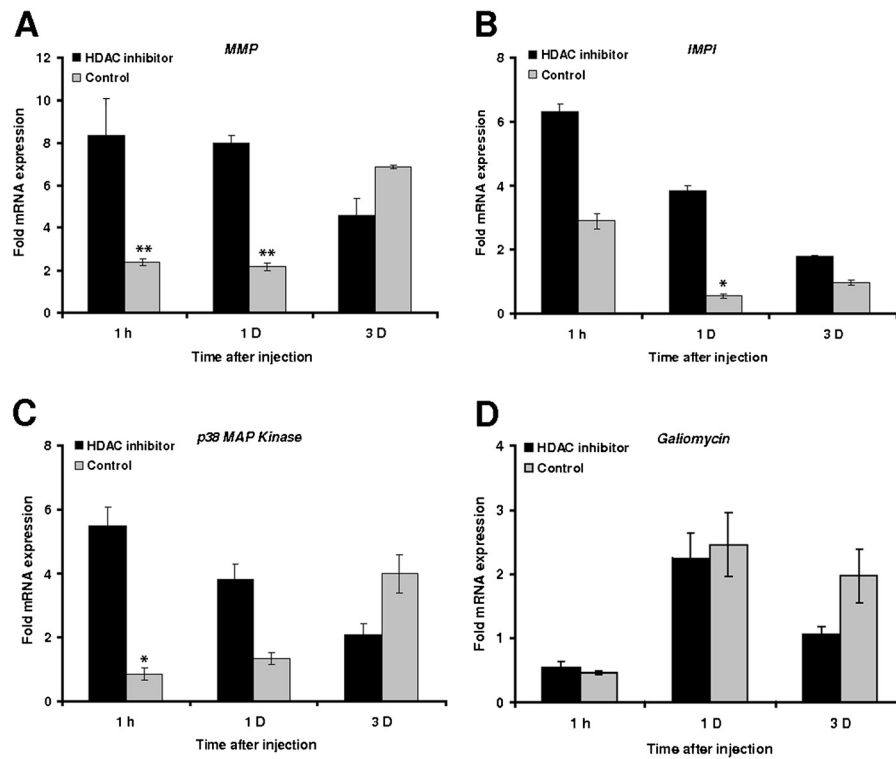 A
MMP
HDAC inhibitor
Control
12
10
8
6
4
2
0
Fold mRNA expression
**
**
1 h
1 D
3 D
Time after injection
B
IMPI
HDAC inhibitor
Control
8
6
4
2
0
Fold mRNA expression
*
1 h
1 D
3 D
Time after injection
C
p38 MAP Kinase
HDAC inhibitor
Control
8
6
4
2
0
Fold mRNA expression
*
1 h
1 D
3 D
Time after injection
D
Galiomycin
HDAC inhibitor
Control
4
3
2
1
0
Fold mRNA expression
1 h
1 D
3 D
Time after injection